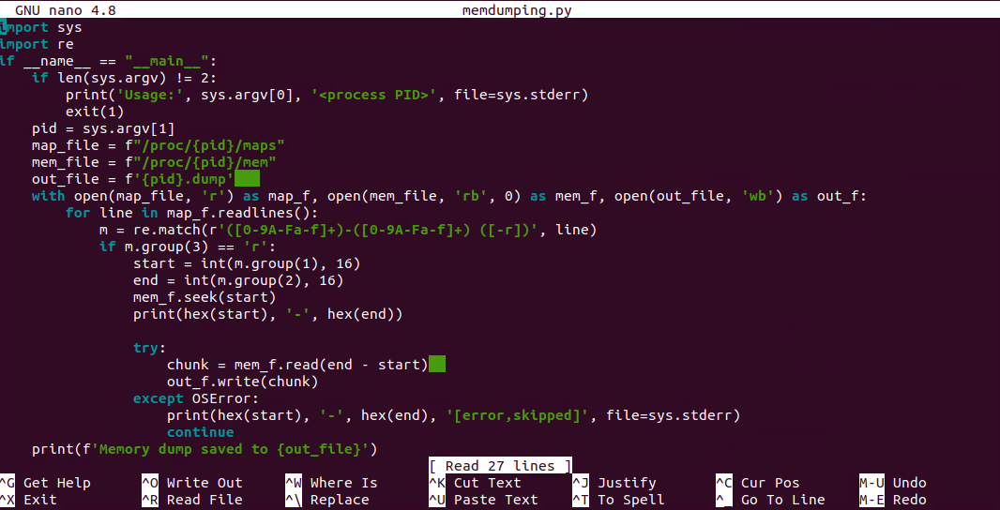 GNU nano 4.8 memdumping.py
import sys
import re
if __name__ == "__main__":
    if len(sys.argv) != 2:
        print('Usage:', sys.argv[0], '<process PID>', file=sys.stderr)
        exit(1)
    pid = sys.argv[1]
    map_file = f"/proc/{pid}/maps"
    mem_file = f"/proc/{pid}/mem"
    out_file = f'{pid}.dump'
    with open(map_file, 'r') as map_f, open(mem_file, 'rb', 0) as mem_f, open(out_file, 'wb') as out_f:
        for line in map_f.readlines():
            m = re.match(r'([0-9A-Fa-f]+)-([0-9A-Fa-f]+) ([-r])', line)
            if m.group(3) == 'r':
                start = int(m.group(1), 16)
                end = int(m.group(2), 16)
                mem_f.seek(start)
                print(hex(start), '-', hex(end))

                try:
                    chunk = mem_f.read(end - start)
                    out_f.write(chunk)
                except OSError:
                    print(hex(start), '-', hex(end), '[error,skipped]', file=sys.stderr)
                    continue
    print(f'Memory dump saved to {out_file}')
[ Read 27 lines ]
^G Get Help ^O Write Out ^W Where Is ^K Cut Text ^J Justify ^C Cur Pos M-U Undo
^X Exit ^R Read File ^\ Replace ^U Paste Text ^T To Spell ^_ Go To Line M-E Redo